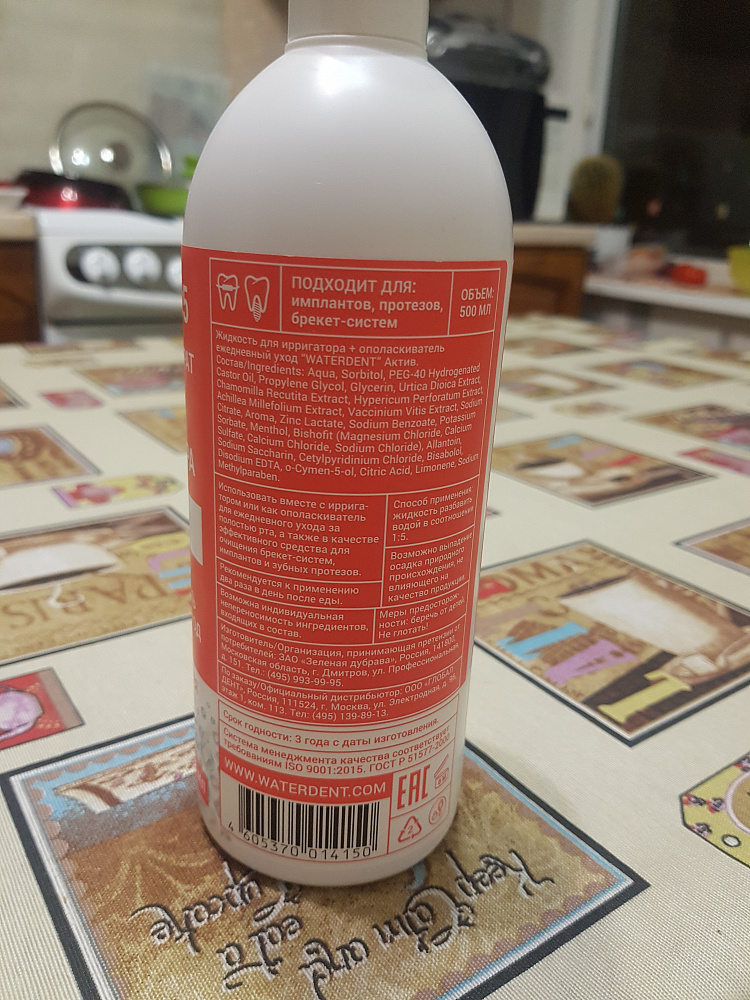 ПОДХОДИТ ДЛЯ:
имплантов, протезов,
брекет-систем
ОБЪЕМ:
500 МЛ
Жидкость для ирригатора + ополаскиватель
ежедневный уход "WATERDENT" Актив.
Состав/Ingredients: Aqua, Sorbitol, PEG-40 Hydrogenated
Castor Oil, Propylene Glycol, Glycerin, Urtica Dioica Extract,
Chamomilla Recutita Extract, Hypericum Perforatum Extract,
Achillea Millefolium Extract, Vaccinium Vitis Extract, Sodium
Citrate, Aroma, Zinc Lactate, Sodium Benzoate, Potassium
Sorbate, Menthol, Bishofit (Magnesium Chloride, Calcium
Sulfate, Calcium Chloride, Sodium Chloride), Allantoin,
Sodium Saccharin, Cetylpyridinium Chloride, Bisabolol,
Disodium EDTA, o-Cymen-5-ol, Citric Acid, Limonene, Sodium
Methylparaben.
Использовать вместе с иррига-
тором или как ополаскиватель
для ежедневного ухода за
полостью рта, а также в качестве
эффективного средства для
очищения брекет-систем,
имплантов и зубных протезов.
Рекомендуется к применению
два раза в день после еды.
Возможна индивидуальная
непереносимость ингредиентов,
входящих в состав.
Способ применения:
жидкость разбавить
водой в соотношении
1:5.
Возможно выпадение
осадка природного
происхождения, не
влияющего на
качество продукции.
Меры предосторож-
ности: беречь от детей.
Не глотать!
Изготовитель/Организация, принимающая претензии от
потребителей: ЗАО «Зеленая дубрава», Россия, 141800,
Московская область, г. Дмитров, ул. Профессиональная,
д. 151. Тел.: (495) 993-99-95.
По заказу/Официальный дистрибьютор: ООО «ГЛОБАЛ
ДЕНТ», Россия, 111524, г. Москва, ул. Электродная, д. 9Б,
этаж 1, ком. 113. Тел: (495) 139-89-13.
Срок годности: 3 года с даты изготовления.
Система менеджмента качества соответствует
требованиям ISO 9001:2015. ГОСТ Р 51577-2000
WWW.WATERDENT.COM
EAC
4 605370 014150
Keep Calm and
eat a
Cupcake